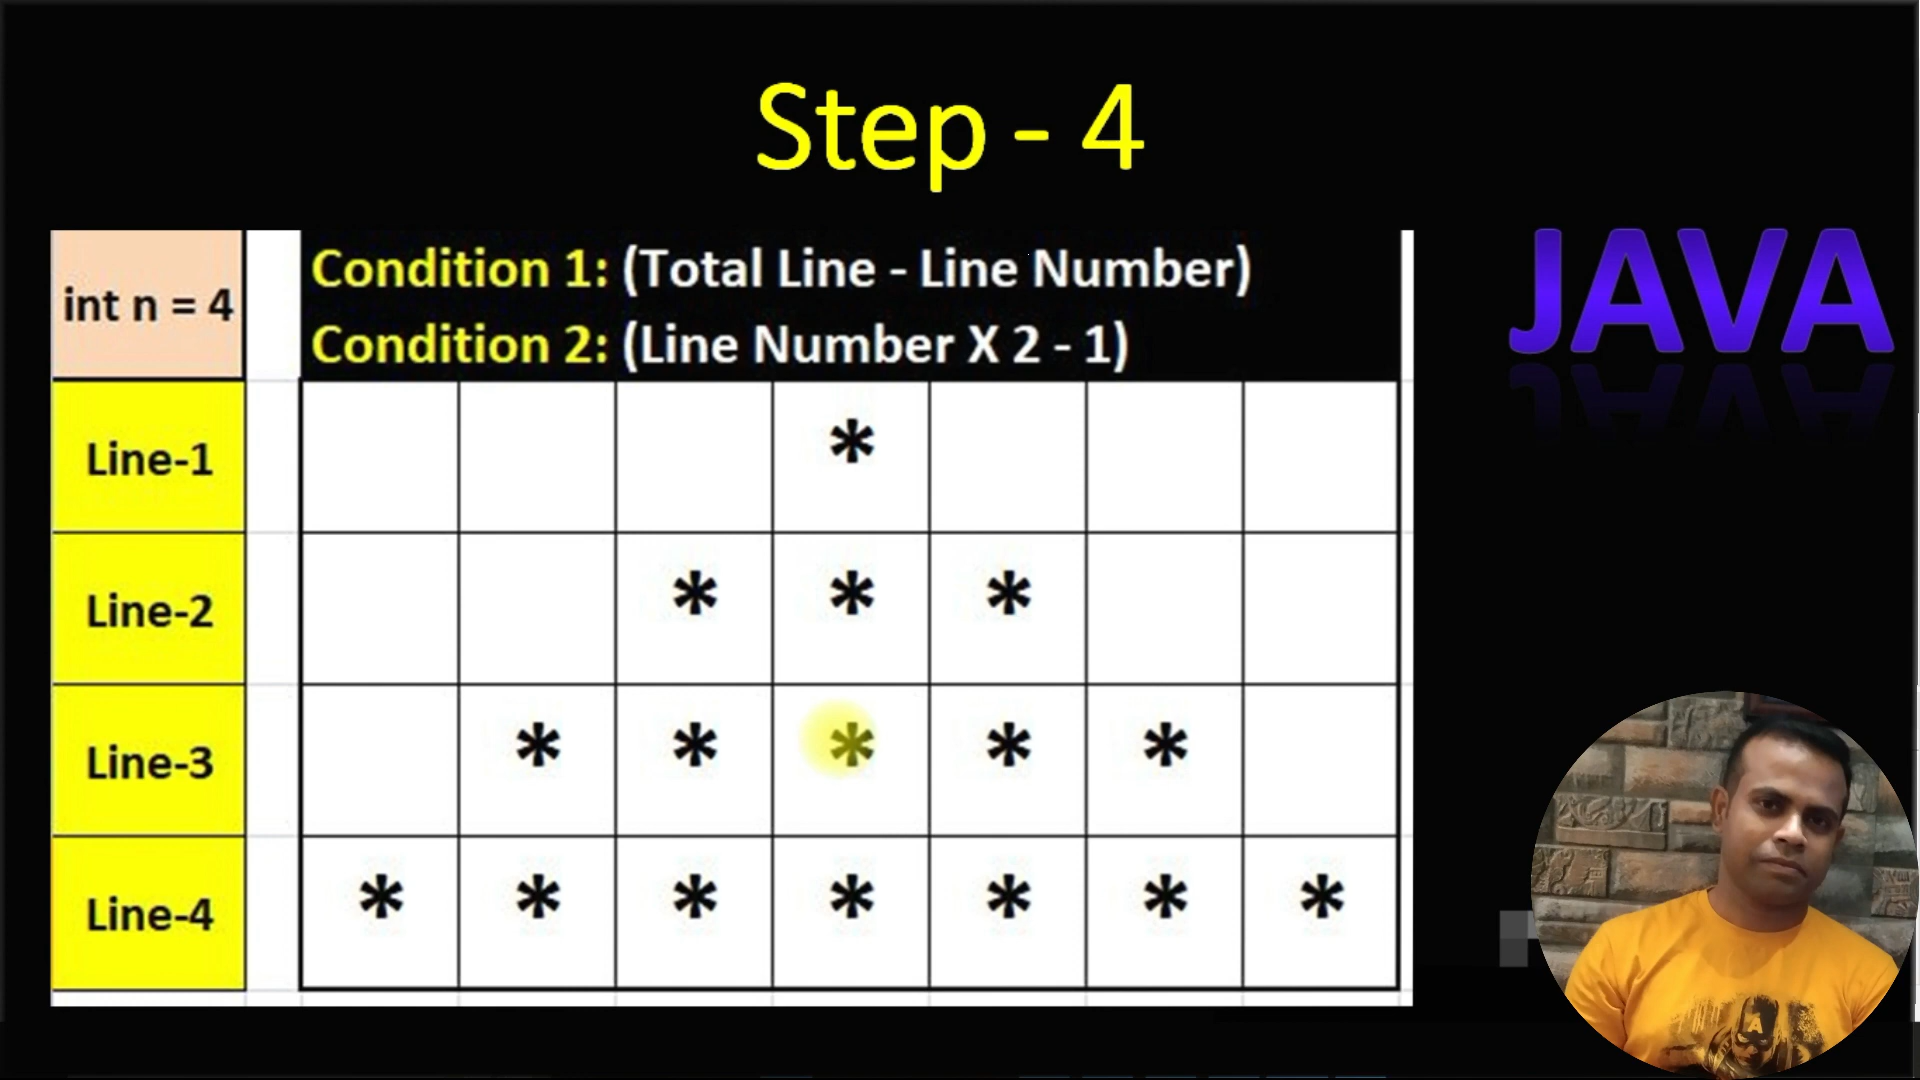 Step - 4
int n = 4
Condition 1: (Total Line - Line Number)
Condition 2: (Line Number X 2 - 1)
JAVA
Line-1 *
Line-2 * * *
Line-3 * * * * *
Line-4 * * * * * * *
A